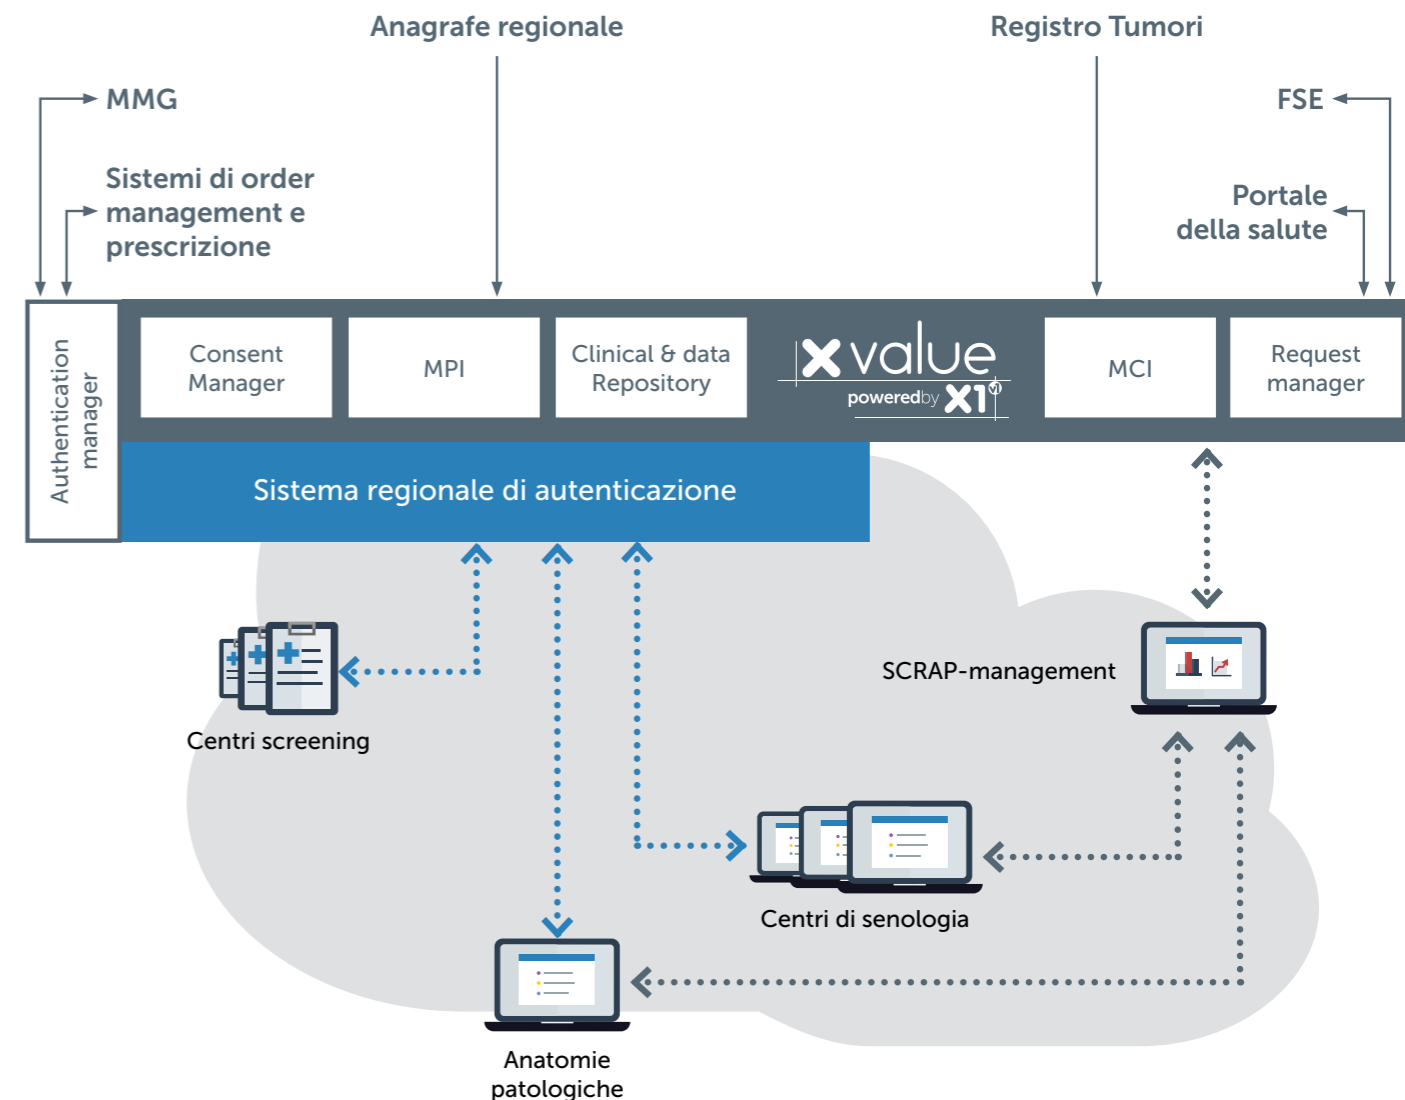 Anagrafe regionale
Registro Tumori
MMG
FSE
Sistemi di order
management e
prescrizione
Portale
della salute
Authentication
manager
Consent
Manager
MPI
Clinical & data
Repository
x value
poweredby X1 v1
MCI
Request
manager
Sistema regionale di autenticazione
SCRAP-management
Centri screening
Centri di senologia
Anatomie
patologiche